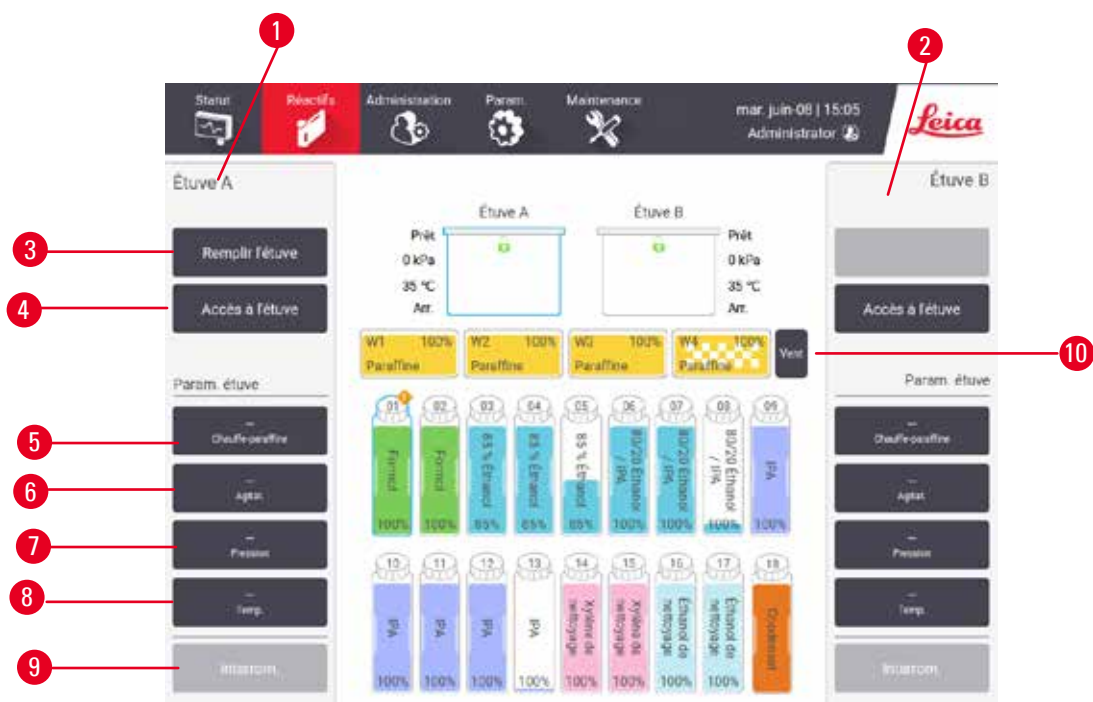 1
2
Statut
Réactifs
Administration
Param.
Maintenance
mar. juin-08 | 15:05
Administrator
Leica
Étuve A
Étuve B
Étuve A
Étuve B
3
Remplir l'étuve
Prêt
0 kPa
35 °C
Arr.
Prêt
0 kPa
35 °C
Arr.
4
Accès à l'étuve
Accès à l'étuve
W1 100%
Paraffine
W2 100%
Paraffine
W3 100%
Paraffine
W4 100%
Paraffine
Vent
10
Param. étuve
Param. étuve
5
--
Chauffe-paraffine
--
Chauffe-paraffine
6
--
Agitat.
--
Agitat.
7
--
Pression
--
Pression
8
--
Temp.
--
Temp.
9
Interrom.
Interrom.
01
Formol
100%
02
Formol
100%
03
85 % Éthanol
85%
04
85 % Éthanol
85%
05
85 % Éthanol
85%
06
80/20 Éthanol
/ IPA
100%
07
80/20 Éthanol
/ IPA
100%
08
80/20 Éthanol
/ IPA
100%
09
IPA
100%
10
IPA
100%
11
IPA
100%
12
IPA
100%
13
IPA
100%
14
Xylène de
nettoyage
100%
15
Xylène de
nettoyage
100%
16
Éthanol de
nettoyage
100%
17
Éthanol de
nettoyage
100%
18
Condensat